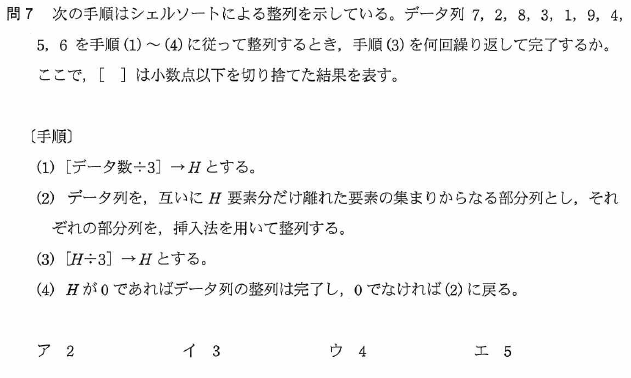 問7 次の手順はシェルソートによる整列を示している。データ列 7, 2, 8, 3, 1, 9, 4,
5, 6 を手順(1)~(4)に従って整列するとき,手順(3)を何回繰り返して完了するか。
ここで,[ ]は小数点以下を切り捨てた結果を表す。
〔手順〕
(1) [データ数÷3]→Hとする。
(2) データ列を,互いに H 要素分だけ離れた要素の集まりからなる部分列とし,それ
ぞれの部分列を,挿入法を用いて整列する。
(3) [H÷3]→Hとする。
(4) Hが0であればデータ列の整列は完了し,0でなければ(2)に戻る。
ア 2 イ 3 ウ 4 エ 5